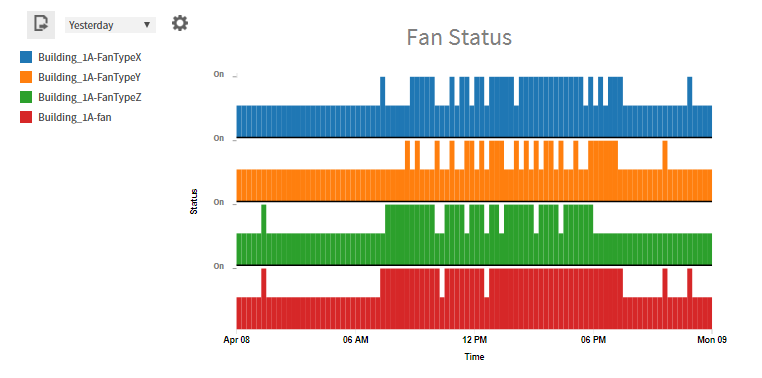 Yesterday
Fan Status
Building_1A-FanTypeX
Building_1A-FanTypeY
Building_1A-FanTypeZ
Building_1A-fan
On
On
On
On
Status
Apr 08
06 AM
12 PM
06 PM
Mon 09
Time